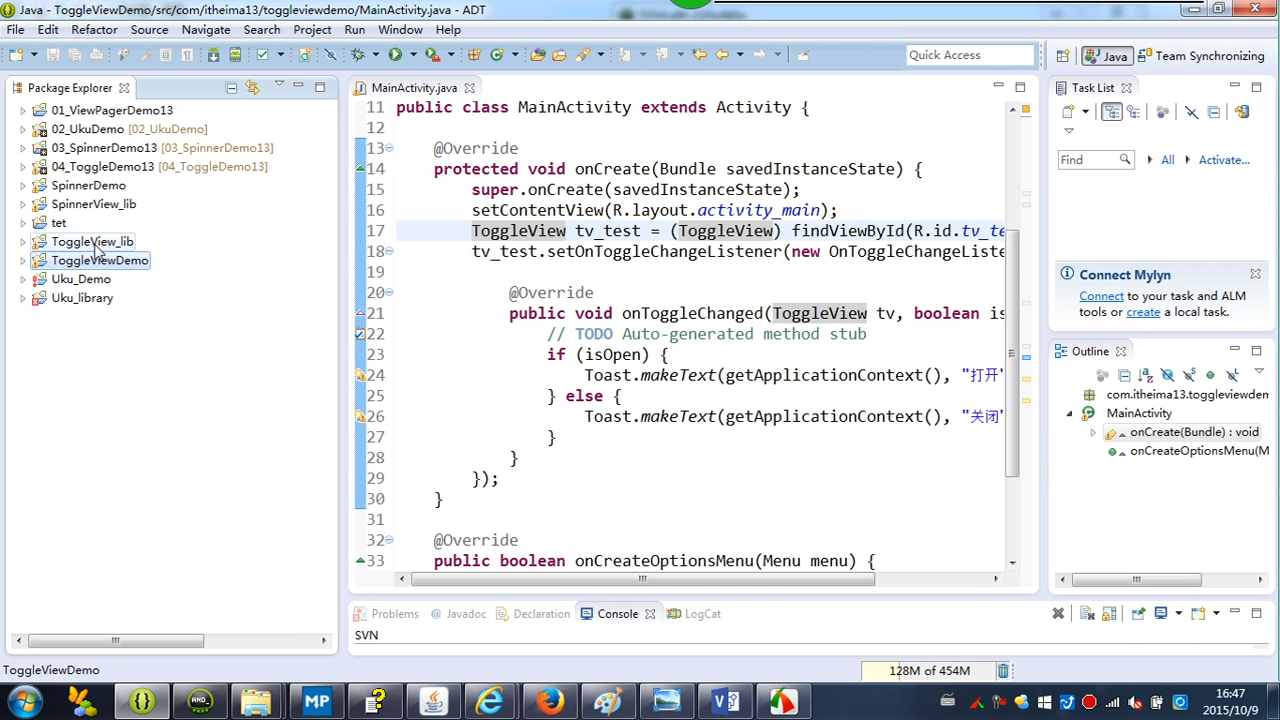 Java - ToggleViewDemo/src/com/itheima13/toggleviewdemo/MainActivity.java - ADT
File Edit Refactor Source Navigate Search Project Run Window Help
Quick Access
Java
Team Synchronizing
Package Explorer
01_ViewPagerDemo13
02_UkuDemo [02_UkuDemo]
03_SpinnerDemo13 [03_SpinnerDemo13]
04_ToggleDemo13 [04_ToggleDemo13]
SpinnerDemo
SpinnerView_lib
tet
ToggleView_lib
ToggleViewDemo
Uku_Demo
Uku_library
MainActivity.java
11 public class MainActivity extends Activity {
12
13 @Override
14 protected void onCreate(Bundle savedInstanceState) {
15 super.onCreate(savedInstanceState);
16 setContentView(R.layout.activity_main);
17 ToggleView tv_test = (ToggleView) findViewById(R.id.tv_te
18 tv_test.setOnToggleChangeListener(new OnToggleChangeListe
19
20 @Override
21 public void onToggleChanged(ToggleView tv, boolean is
22 // TODO Auto-generated method stub
23 if (isOpen) {
24 Toast.makeText(getApplicationContext(), "打开"
25 } else {
26 Toast.makeText(getApplicationContext(), "关闭"
27 }
28 }
29 });
30 }
31
32 @Override
33 public boolean onCreateOptionsMenu(Menu menu) {
Task List
Find
All
Activate...
Connect Mylyn
Connect to your task and ALM
tools or create a local task.
Outline
com.itheima13.toggleviewdem
MainActivity
onCreate(Bundle) : void
onCreateOptionsMenu(M
Problems
@ Javadoc
Declaration
Console
LogCat
SVN
ToggleViewDemo
128M of 454M
MP
16:47
2015/10/9